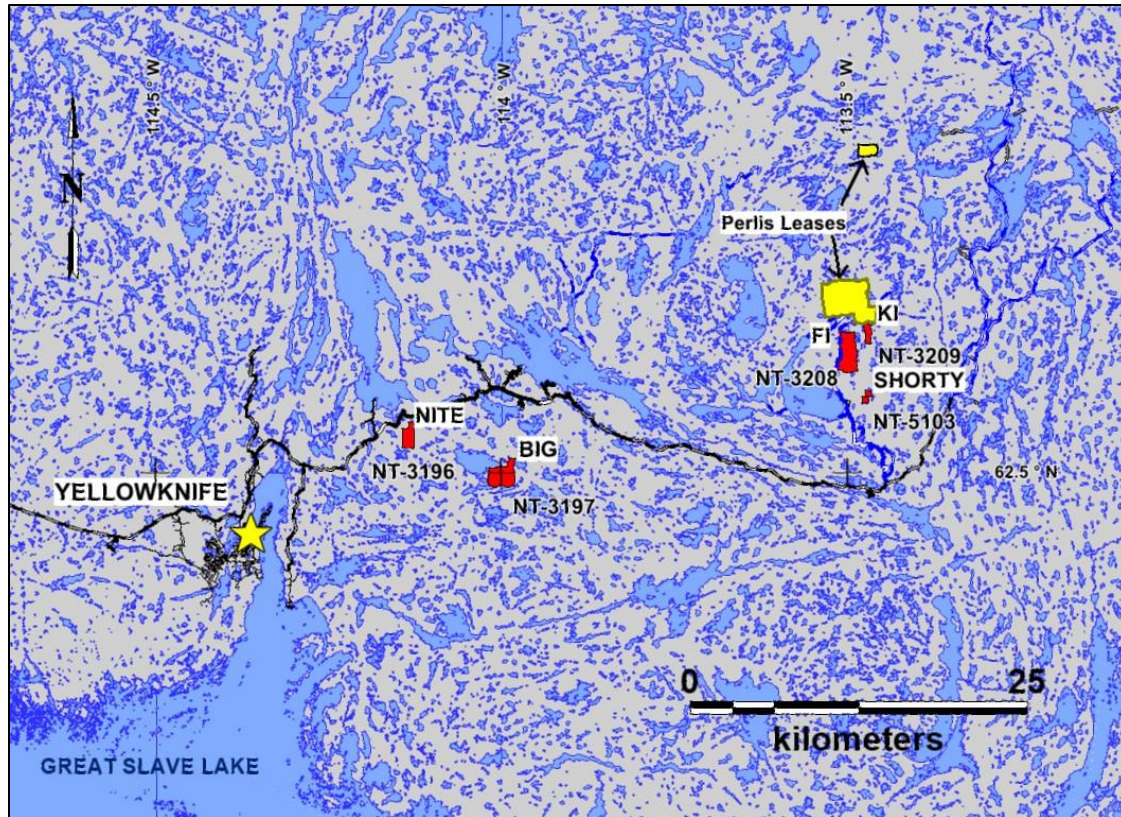 114.5° W
114 ° W
113.5 ° W
N
Perlis Leases
KI
FI
NT-3209
NT-3208
SHORTY
NT-5103
NITE
NT-3196
BIG
NT-3197
62.5 ° N
YELLOWKNIFE
0 25
kilometers
GREAT SLAVE LAKE